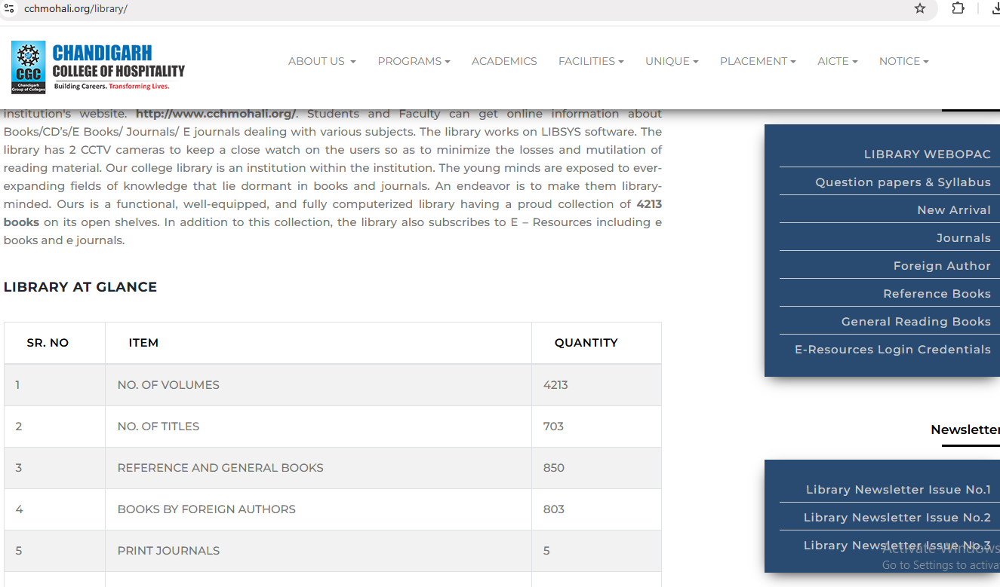 cchmohali.org/library/
CGC
Chandigarh
Group of Colleges
CHANDIGARH
COLLEGE OF HOSPITALITY
Building Careers. Transforming Lives.
ABOUT US PROGRAMS ACADEMICS FACILITIES UNIQUE PLACEMENT AICTE NOTICE
institution's website. http://www.cchmohali.org/. Students and Faculty can get online information about
Books/CD's/E Books/ Journals/ E journals dealing with various subjects. The library works on LIBSYS software. The
library has 2 CCTV cameras to keep a close watch on the users so as to minimize the losses and mutilation of
reading material. Our college library is an institution within the institution. The young minds are exposed to ever-
expanding fields of knowledge that lie dormant in books and journals. An endeavor is to make them library-
minded. Ours is a functional, well-equipped, and fully computerized library having a proud collection of 4213
books on its open shelves. In addition to this collection, the library also subscribes to E – Resources including e
books and e journals.
LIBRARY AT GLANCE
SR. NO ITEM QUANTITY
1 NO. OF VOLUMES 4213
2 NO. OF TITLES 703
3 REFERENCE AND GENERAL BOOKS 850
4 BOOKS BY FOREIGN AUTHORS 803
5 PRINT JOURNALS 5
LIBRARY WEBOPAC
Question papers & Syllabus
New Arrival
Journals
Foreign Author
Reference Books
General Reading Books
E-Resources Login Credentials
Newsletter
Library Newsletter Issue No.1
Library Newsletter Issue No.2
Library Newsletter Issue No.3
Activate Windows
Go to Settings to activa